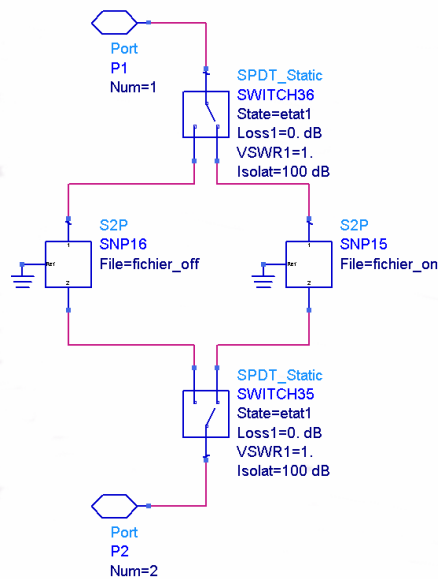 Port
P1
Num=1
SPDT_Static
SWITCH36
State=etat1
Loss1=0. dB
VSWR1=1.
Isolat=100 dB
S2P
SNP16
File=fichier_off
1
Ref
2
S2P
SNP15
File=fichier_on
1
Ref
2
SPDT_Static
SWITCH35
State=etat1
Loss1=0. dB
VSWR1=1.
Isolat=100 dB
Port
P2
Num=2